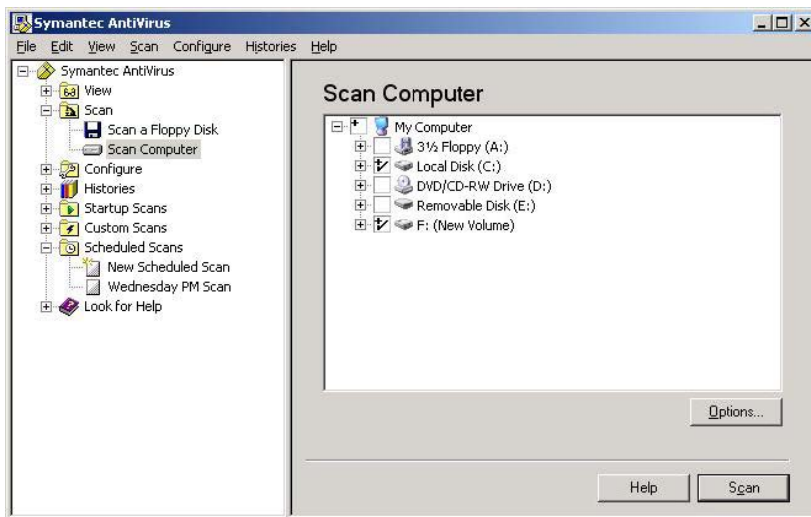 Symantec AntiVirus
File Edit View Scan Configure Histories Help
Symantec AntiVirus
View
Scan
Scan a Floppy Disk
Scan Computer
Configure
Histories
Startup Scans
Custom Scans
Scheduled Scans
New Scheduled Scan
Wednesday PM Scan
Look for Help
Scan Computer
My Computer
3½ Floppy (A:)
Local Disk (C:)
DVD/CD-RW Drive (D:)
Removable Disk (E:)
F: (New Volume)
Options...
Help Scan